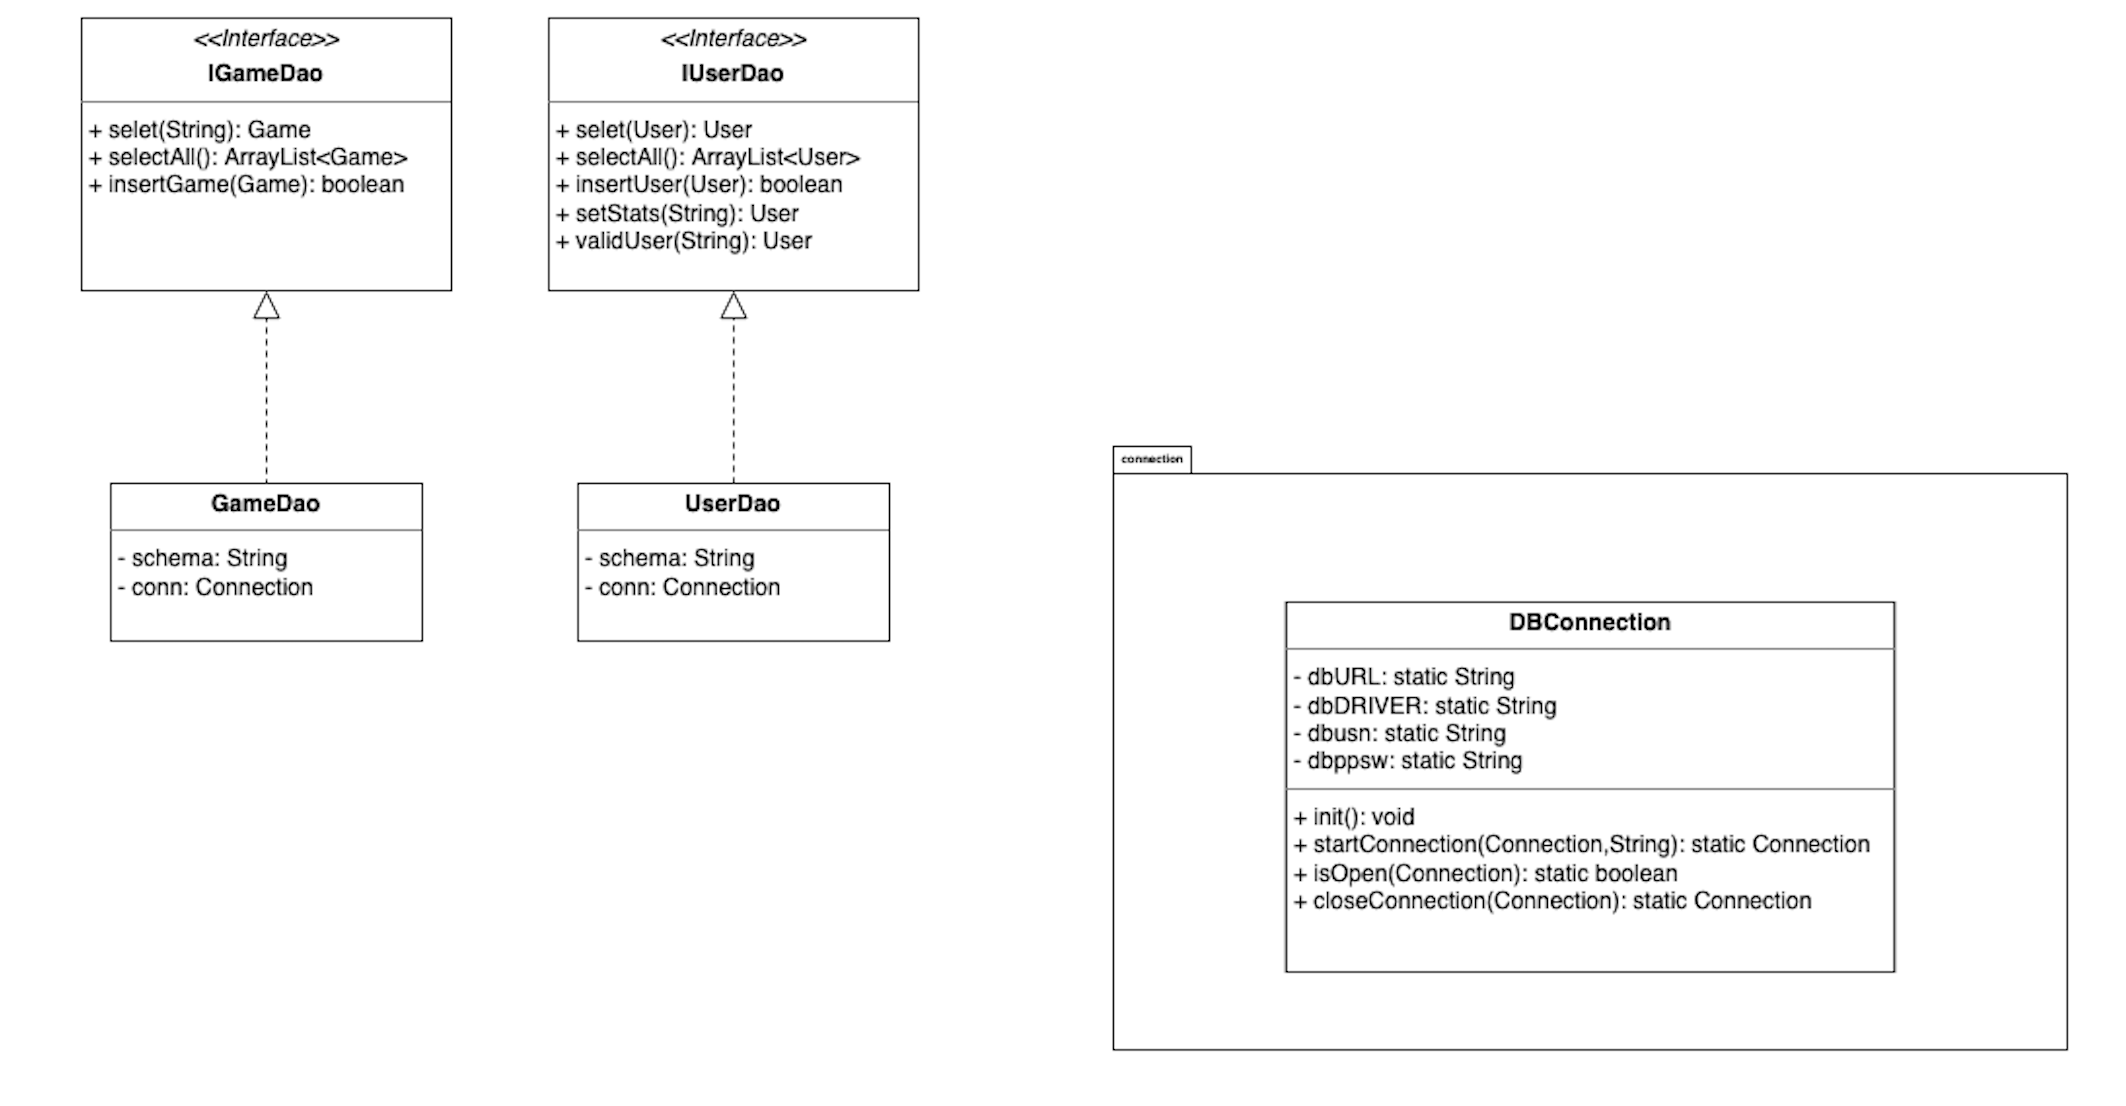 <<Interface>>
IGameDao
+ selet(String): Game
+ selectAll(): ArrayList<Game>
+ insertGame(Game): boolean
<<Interface>>
IUserDao
+ selet(User): User
+ selectAll(): ArrayList<User>
+ insertUser(User): boolean
+ setStats(String): User
+ validUser(String): User
GameDao
- schema: String
- conn: Connection
UserDao
- schema: String
- conn: Connection
connection
DBConnection
- dbURL: static String
- dbDRIVER: static String
- dbusn: static String
- dbppsw: static String
+ init(): void
+ startConnection(Connection,String): static Connection
+ isOpen(Connection): static boolean
+ closeConnection(Connection): static Connection